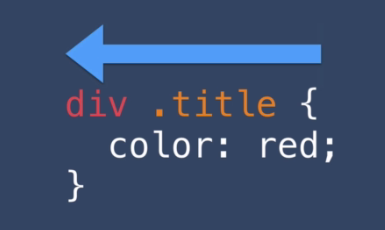 div .title {
  color: red;
}